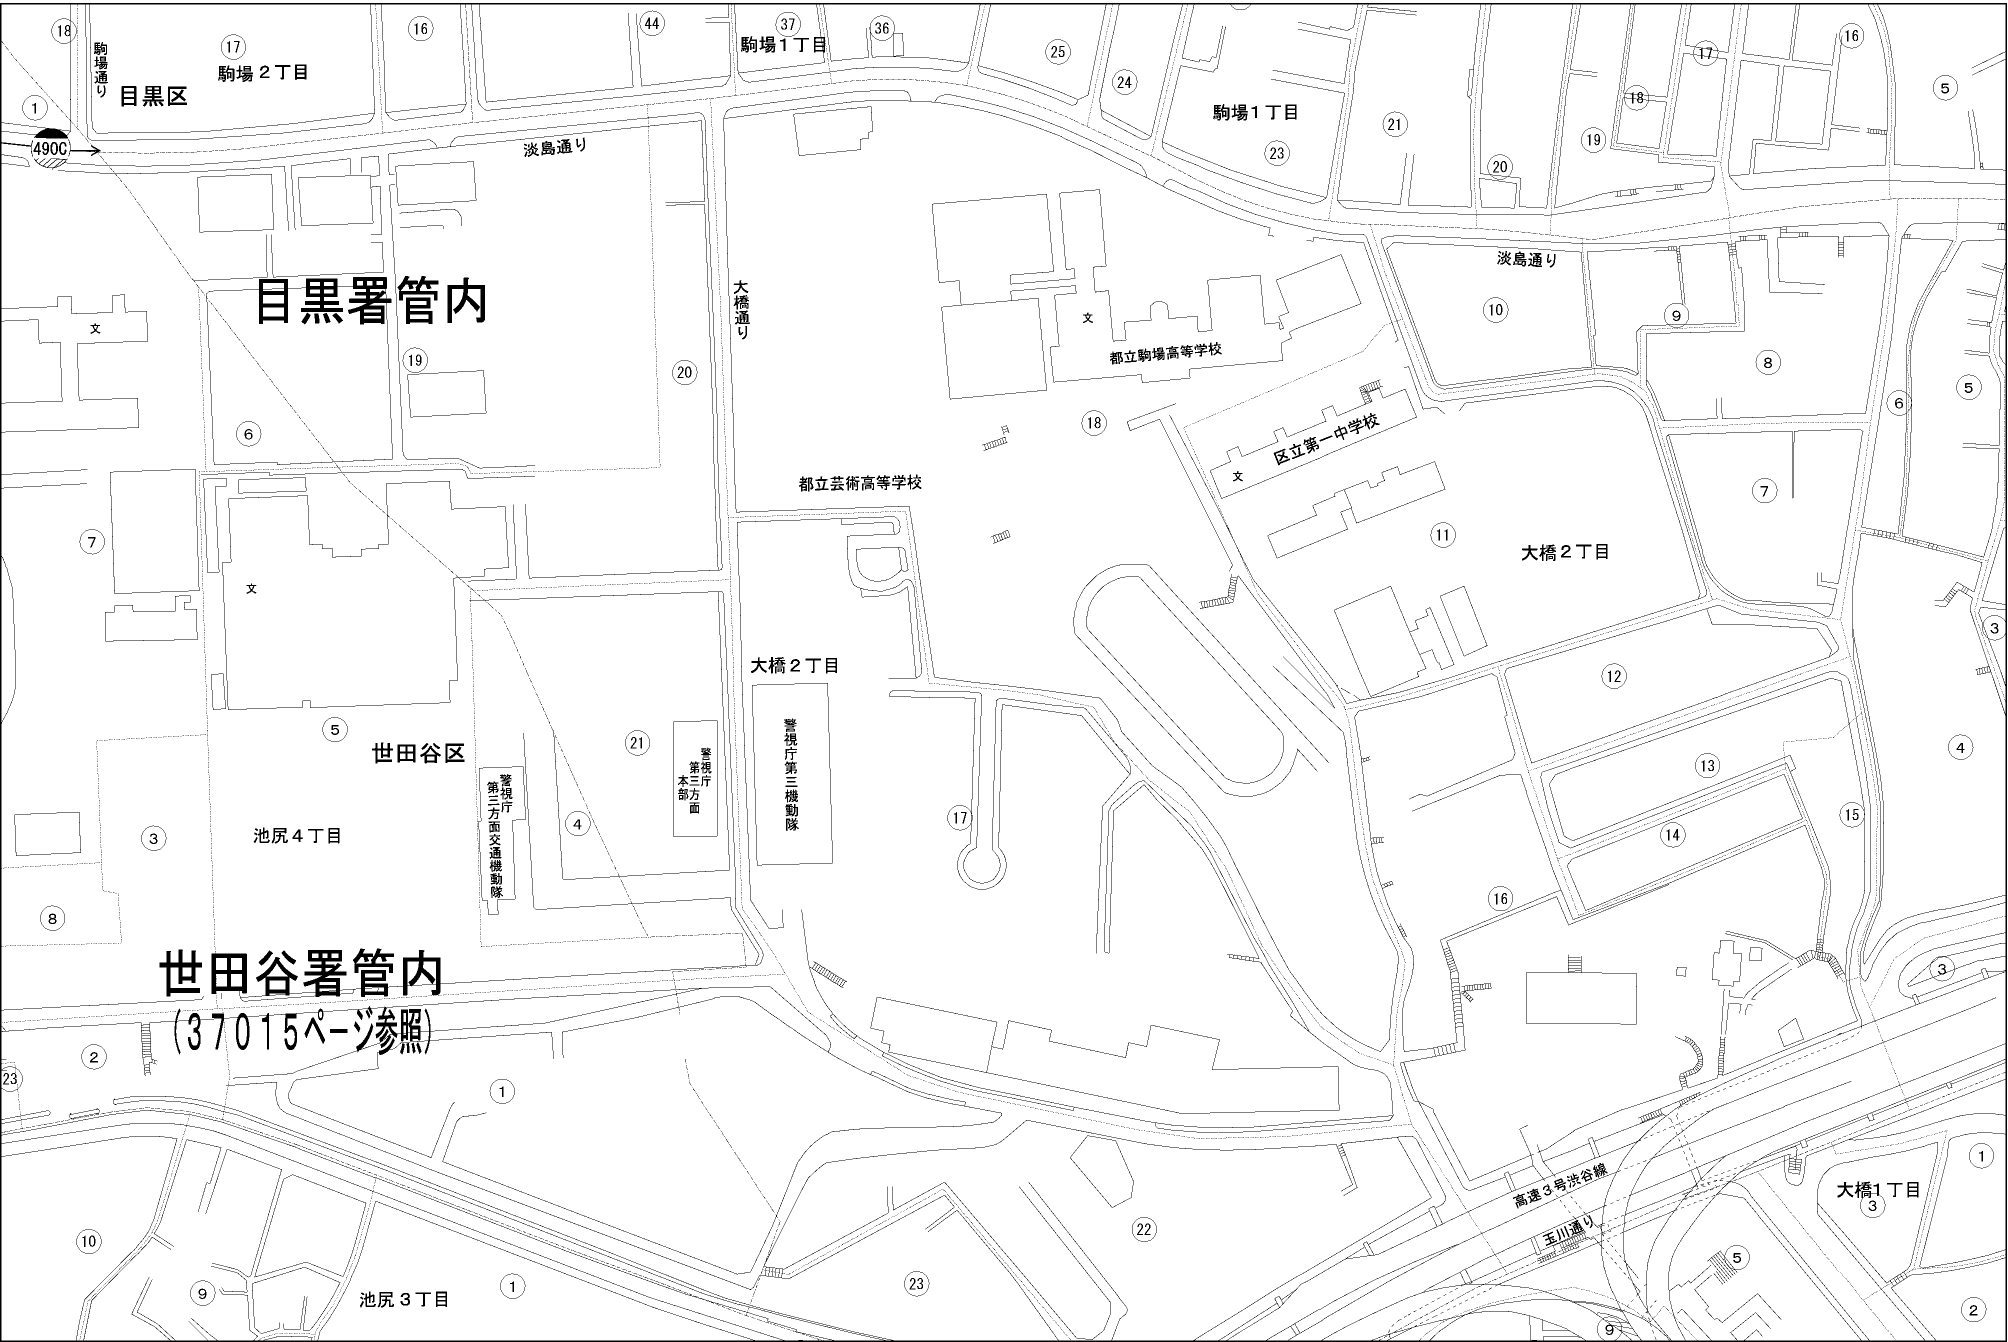 18
17
16
44
37
36
25
24
16
17
18
5
駒場通り
駒場2丁目
駒場1丁目
目黒区
駒場1丁目
1
490C
淡島通り
23
21
20
19
淡島通り
大橋通り
目黒署管内
文
文
都立駒場高等学校
10
9
8
19
20
5
6
6
18
区立第一中学校
文
都立芸術高等学校
7
7
11
大橋2丁目
文
3
大橋2丁目
12
5
世田谷区
21
警視庁
第三方面
本部
警視庁第三機動隊
警視庁
第三方面交通機動隊
4
4
13
14
15
17
池尻4丁目
3
16
8
世田谷署管内
(37015ページ参照)
3
2
23
1
1
大橋1丁目
3
高速3号渋谷線
玉川通り
22
10
5
23
9
池尻3丁目
1
2
9